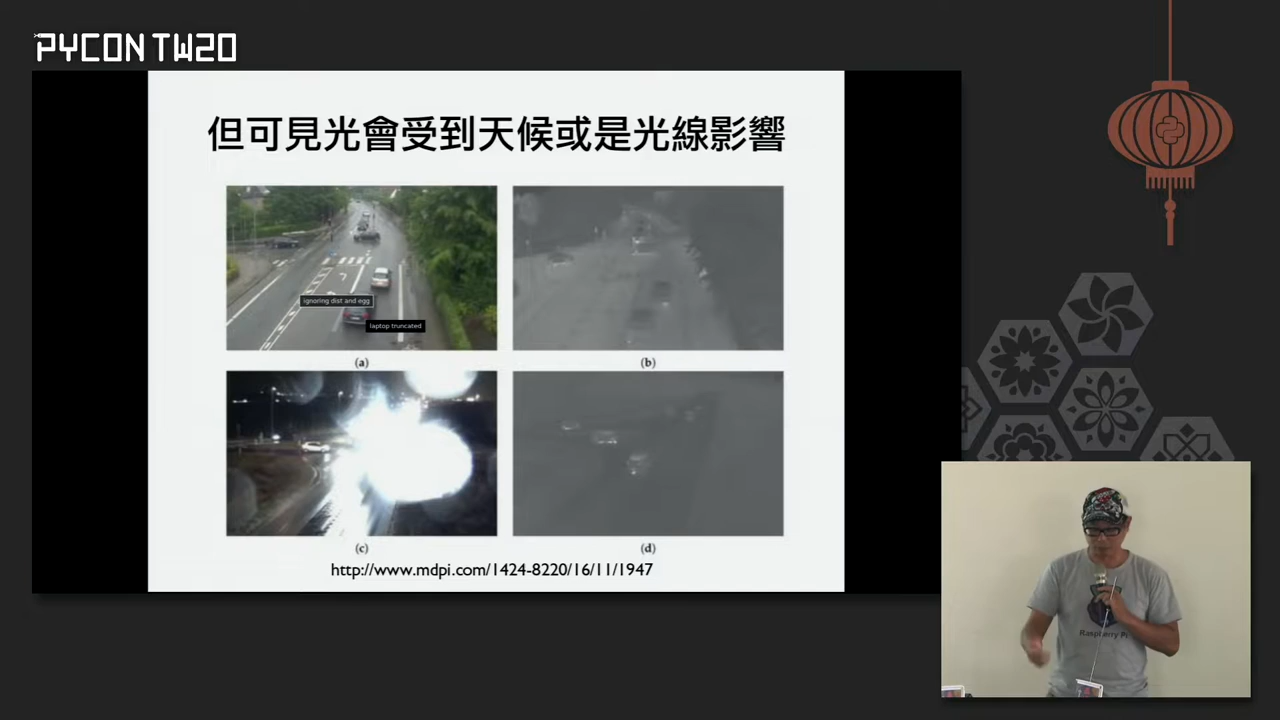 PYCON TW20
但可見光會受到天候或是光線影響
ignoring dist and egg
laptop truncated
(a)
(b)
(c)
(d)
http://www.mdpi.com/1424-8220/16/11/1947
Raspberry Pi